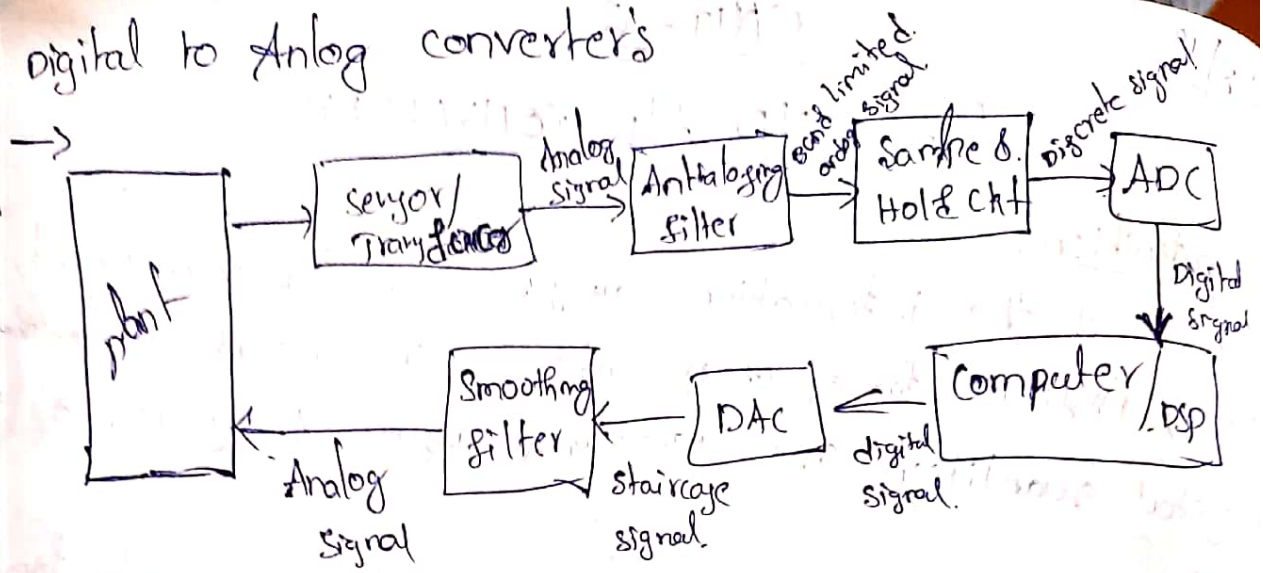 Digital to Anlog converter's
plant
Sensor/
Transducer
Analog
Signal
Antialosing
filter
Band limited
analog signal
Sample &
Hold Ckt
Discrete signal
ADC
Digital
signal
Computer/
DSP
digital
signal.
DAC
Staircase
signal.
Smoothing
filter
Analog
signal